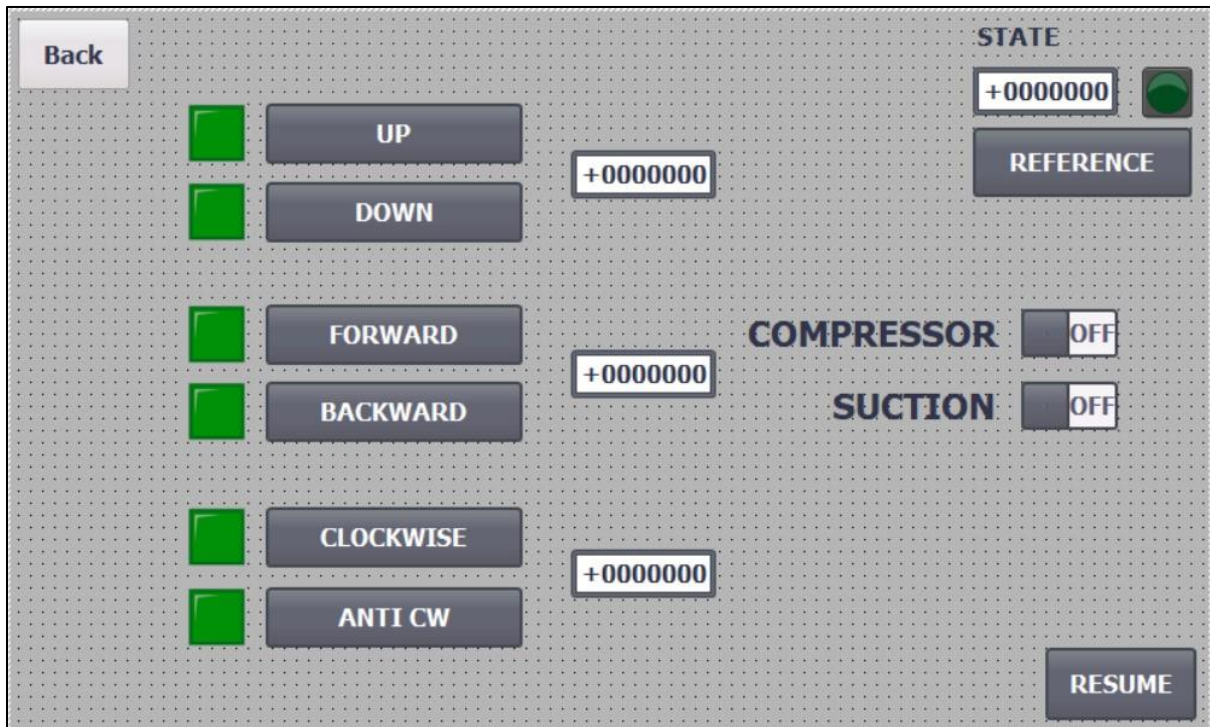 Back
STATE
+0000000
REFERENCE
UP
+0000000
DOWN
FORWARD
+0000000
BACKWARD
COMPRESSOR OFF
SUCTION OFF
CLOCKWISE
+0000000
ANTI CW
RESUME